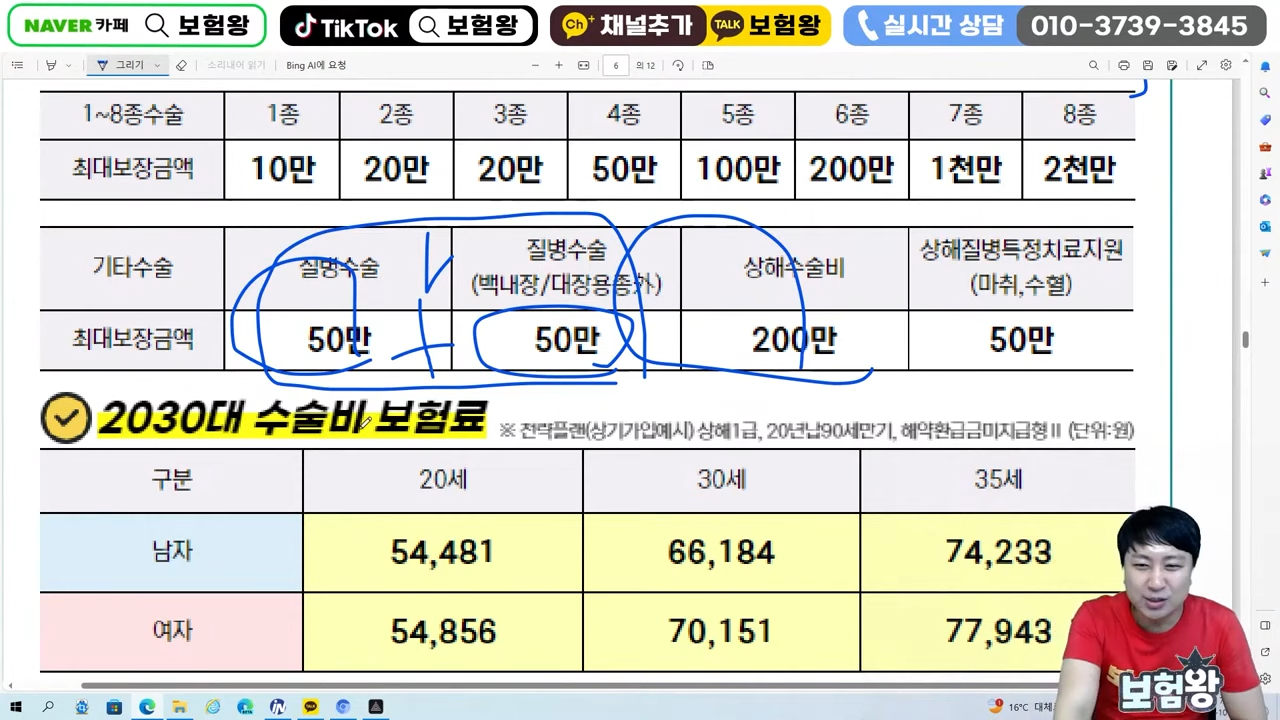 NAVER 카페 보험왕 TikTok 보험왕 Ch+ 채널추가 TALK 보험왕 실시간 상담 010-3739-3845
그리기 소리내어 읽기 Bing AI에 요청 6 의 12
1~8종수술 1종 2종 3종 4종 5종 6종 7종 8종
최대보장금액 10만 20만 20만 50만 100만 200만 1천만 2천만
기타수술 질병수술 질병수술 (백내장/대장용종外) 상해수술비 상해질병특정치료지원 (마취,수혈)
최대보장금액 50만 50만 200만 50만
2030대 수술비 보험료 ※ 전략플랜(상기가입예시) 상해1급, 20년납90세만기, 해약환급금미지급형Ⅱ (단위:원)
구분 20세 30세 35세
남자 54,481 66,184 74,233
여자 54,856 70,151 77,943
보험왕
16°C